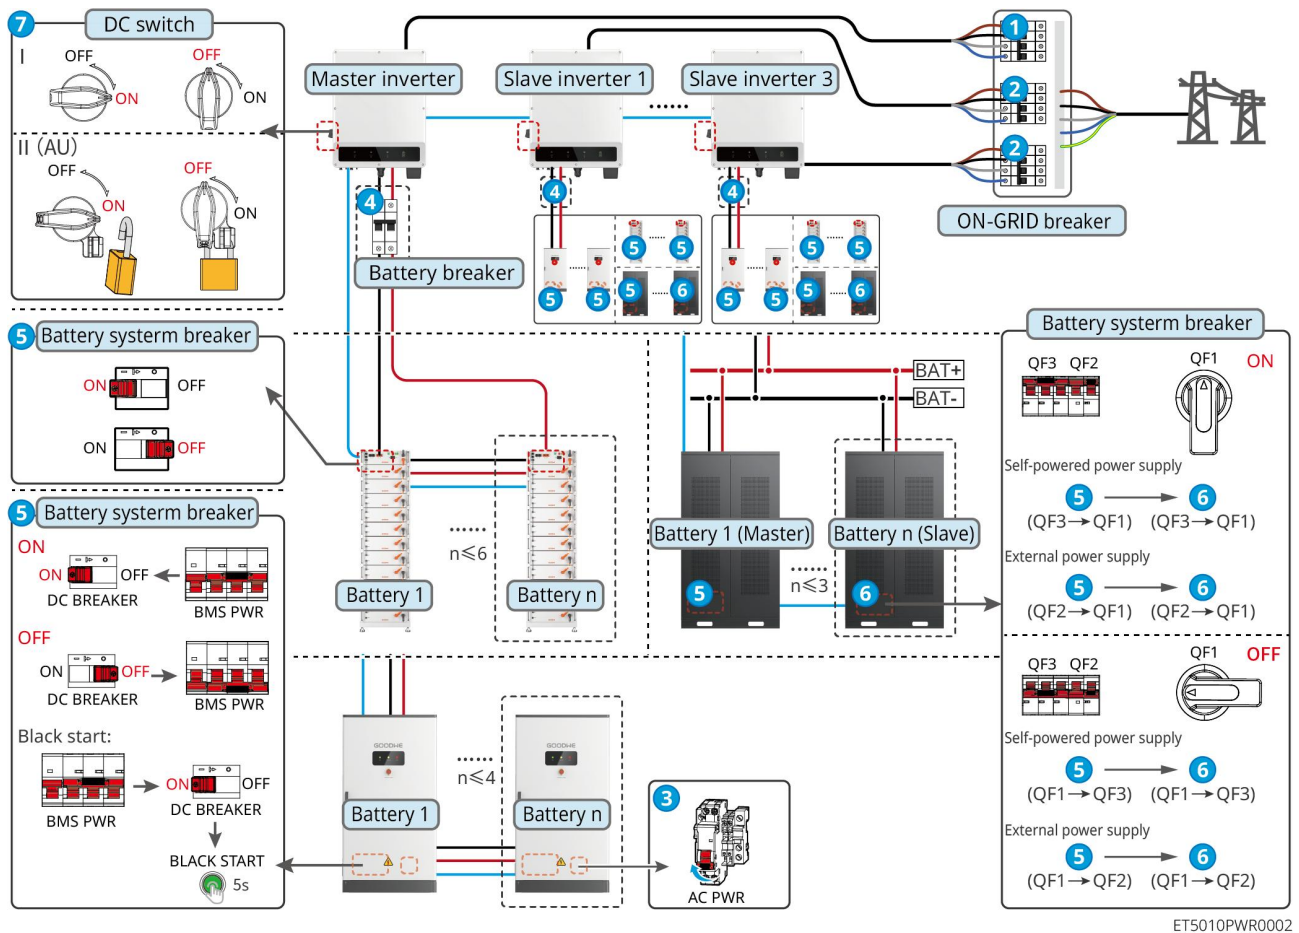 7
DC switch
I
OFF
ON
OFF
ON
II (AU)
OFF
ON
OFF
ON
Master inverter
Slave inverter 1
Slave inverter 3
1
2
2
ON-GRID breaker
4
Battery breaker
4
4
5
5
5
5
5
6
5
5
5
5
5
6
5
Battery systerm breaker
ON
OFF
ON
OFF
5
Battery systerm breaker
ON
ON
OFF
DC BREAKER
BMS PWR
OFF
ON
OFF
DC BREAKER
BMS PWR
Black start:
BMS PWR
ON
OFF
DC BREAKER
BLACK START
5s
n≤6
Battery 1
Battery n
BAT+
BAT-
Battery 1 (Master)
Battery n (Slave)
n≤3
5
6
GOODWE
GOODWE
n≤4
Battery 1
Battery n
3
AC PWR
Battery systerm breaker
QF3 QF2
QF1
ON
Self-powered power supply
5
6
(QF3→QF1) (QF3→QF1)
External power supply
5
6
(QF2→QF1) (QF2→QF1)
QF3 QF2
QF1
OFF
Self-powered power supply
5
6
(QF1→QF3) (QF1→QF3)
External power supply
5
6
(QF1→QF2) (QF1→QF2)
ET5010PWR0002